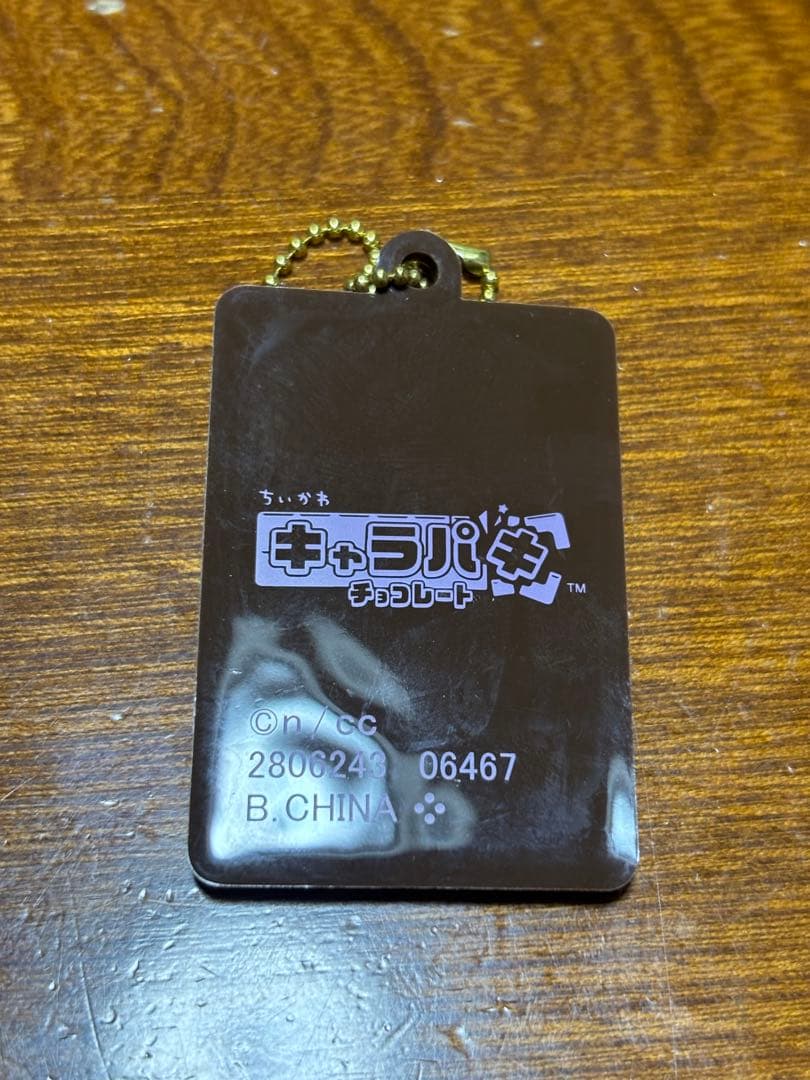 ちいかわ
キャラパキ
チョコレート TM
©n/cc
2806243 06467
B. CHINA